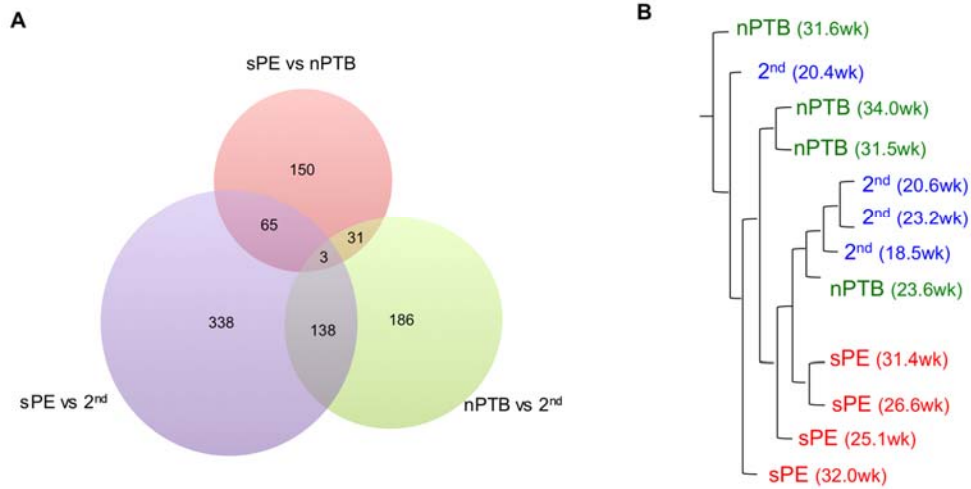 A
sPE vs nPTB
150
65
31
3
338
138
186
sPE vs 2nd
nPTB vs 2nd
B
nPTB (31.6wk)
2nd (20.4wk)
nPTB (34.0wk)
nPTB (31.5wk)
2nd (20.6wk)
2nd (23.2wk)
2nd (18.5wk)
nPTB (23.6wk)
sPE (31.4wk)
sPE (26.6wk)
sPE (25.1wk)
sPE (32.0wk)